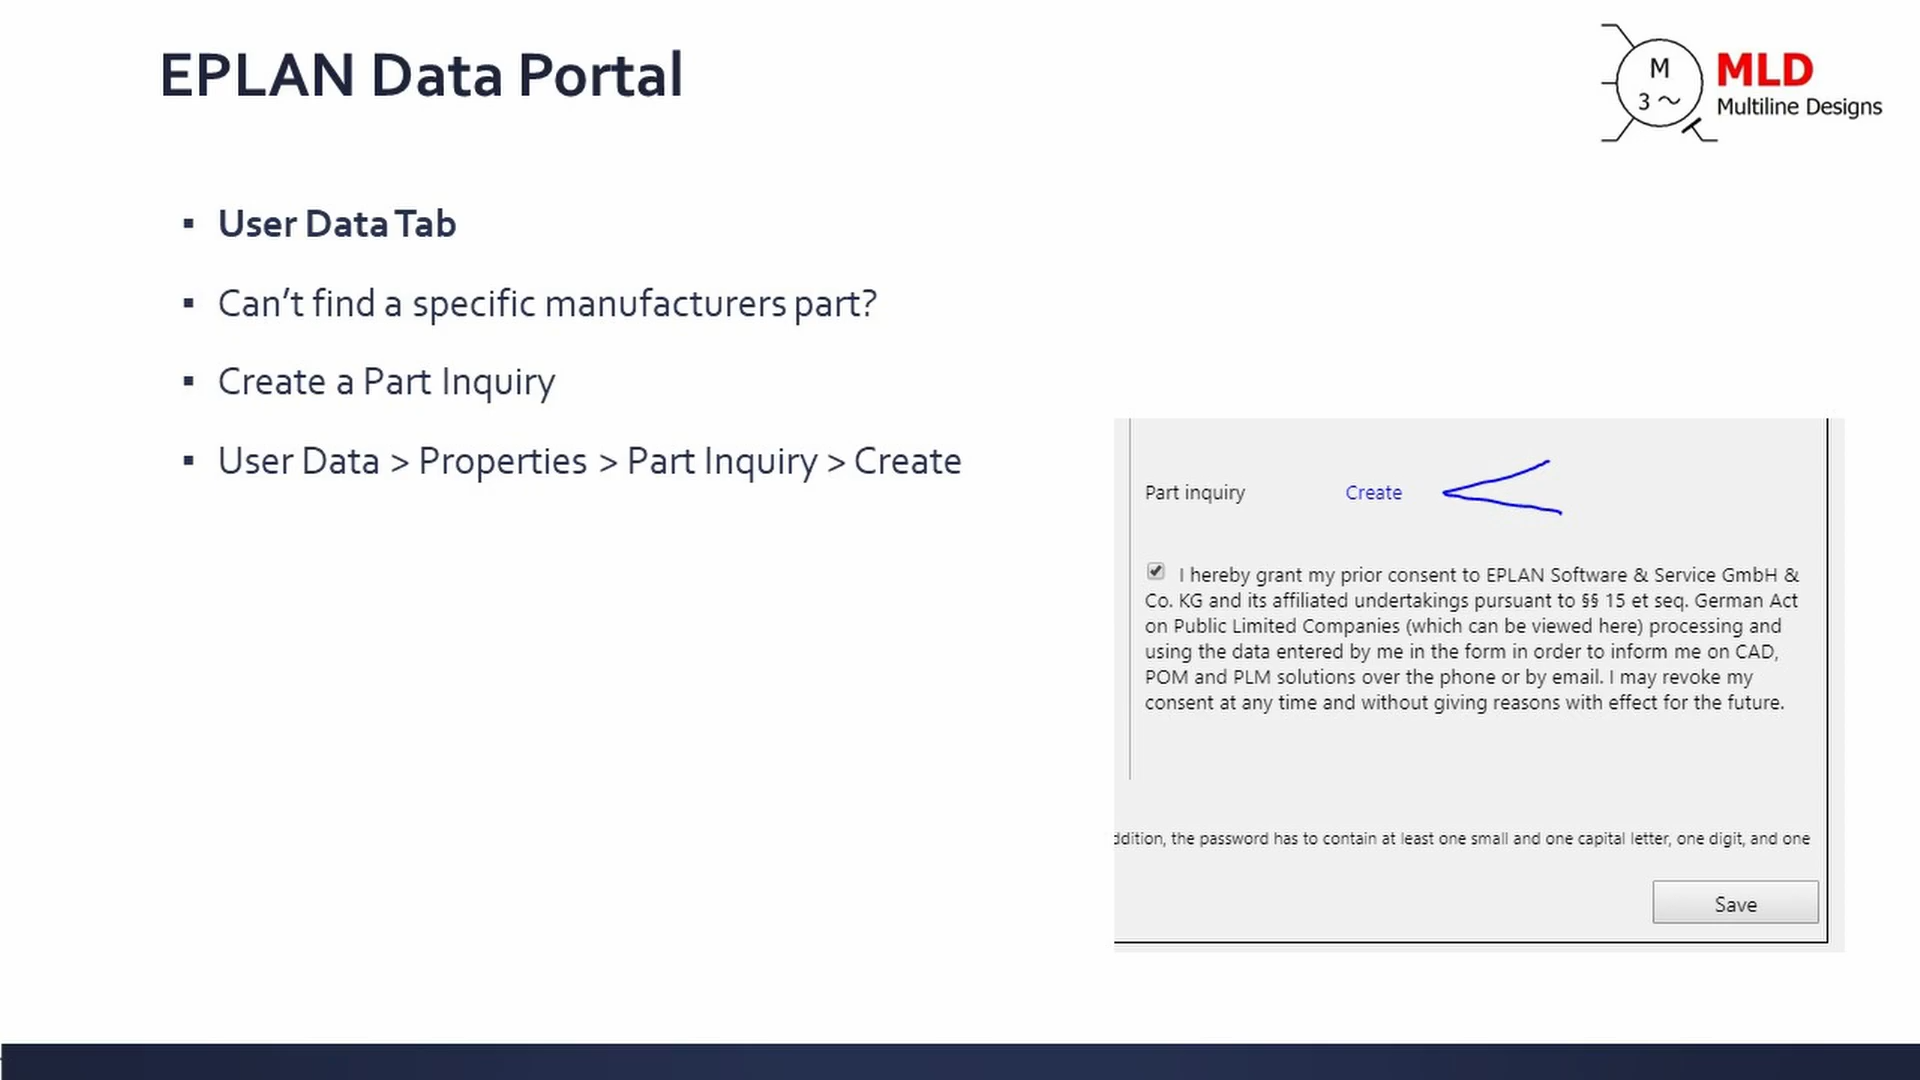 EPLAN Data Portal
M
3 ~
MLD
Multiline Designs
▪ User Data Tab
▪ Can’t find a specific manufacturers part?
▪ Create a Part Inquiry
▪ User Data > Properties > Part Inquiry > Create
Part inquiry Create
I hereby grant my prior consent to EPLAN Software & Service GmbH &
Co. KG and its affiliated undertakings pursuant to §§ 15 et seq. German Act
on Public Limited Companies (which can be viewed here) processing and
using the data entered by me in the form in order to inform me on CAD,
POM and PLM solutions over the phone or by email. I may revoke my
consent at any time and without giving reasons with effect for the future.
ddition, the password has to contain at least one small and one capital letter, one digit, and one
Save